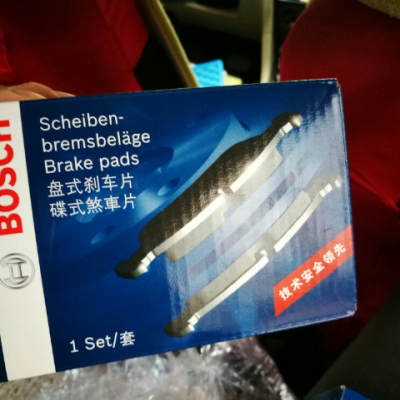 BOSCH
Scheiben-
bremsbeläge
Brake pads
盘式刹车片
碟式煞車片
技术安全领先
1 Set/套